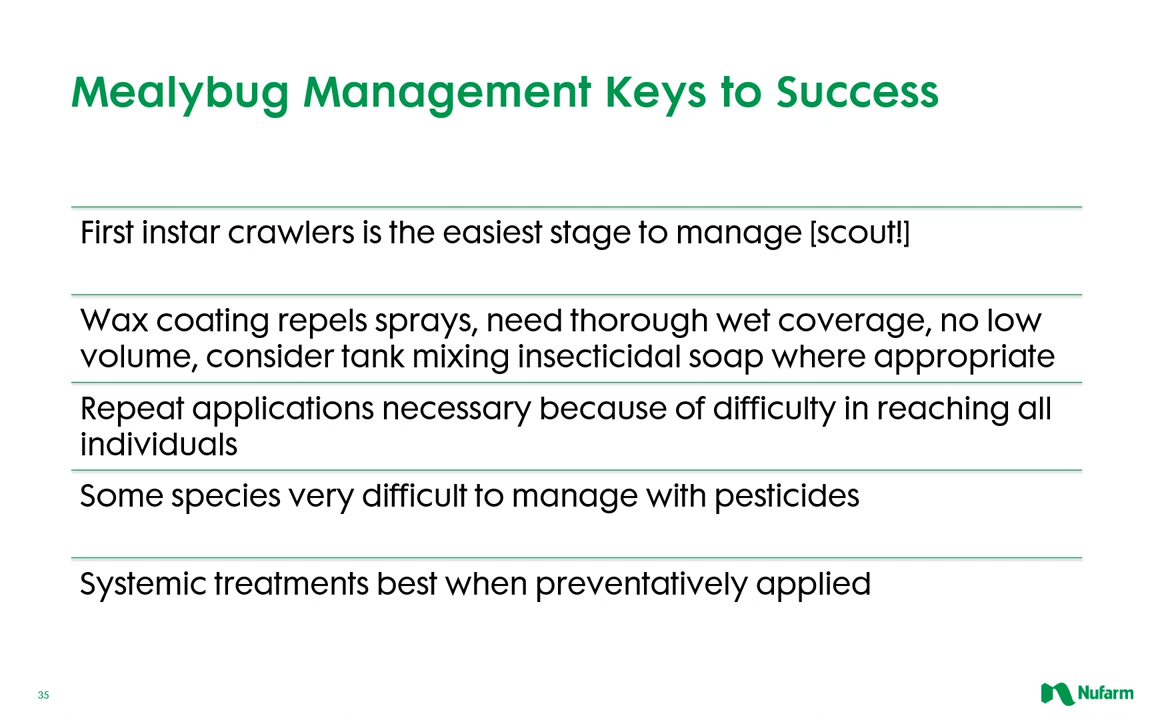 Mealybug Management Keys to Success
First instar crawlers is the easiest stage to manage [scout!]
Wax coating repels sprays, need thorough wet coverage, no low
volume, consider tank mixing insecticidal soap where appropriate
Repeat applications necessary because of difficulty in reaching all
individuals
Some species very difficult to manage with pesticides
Systemic treatments best when preventatively applied
35
Nufarm